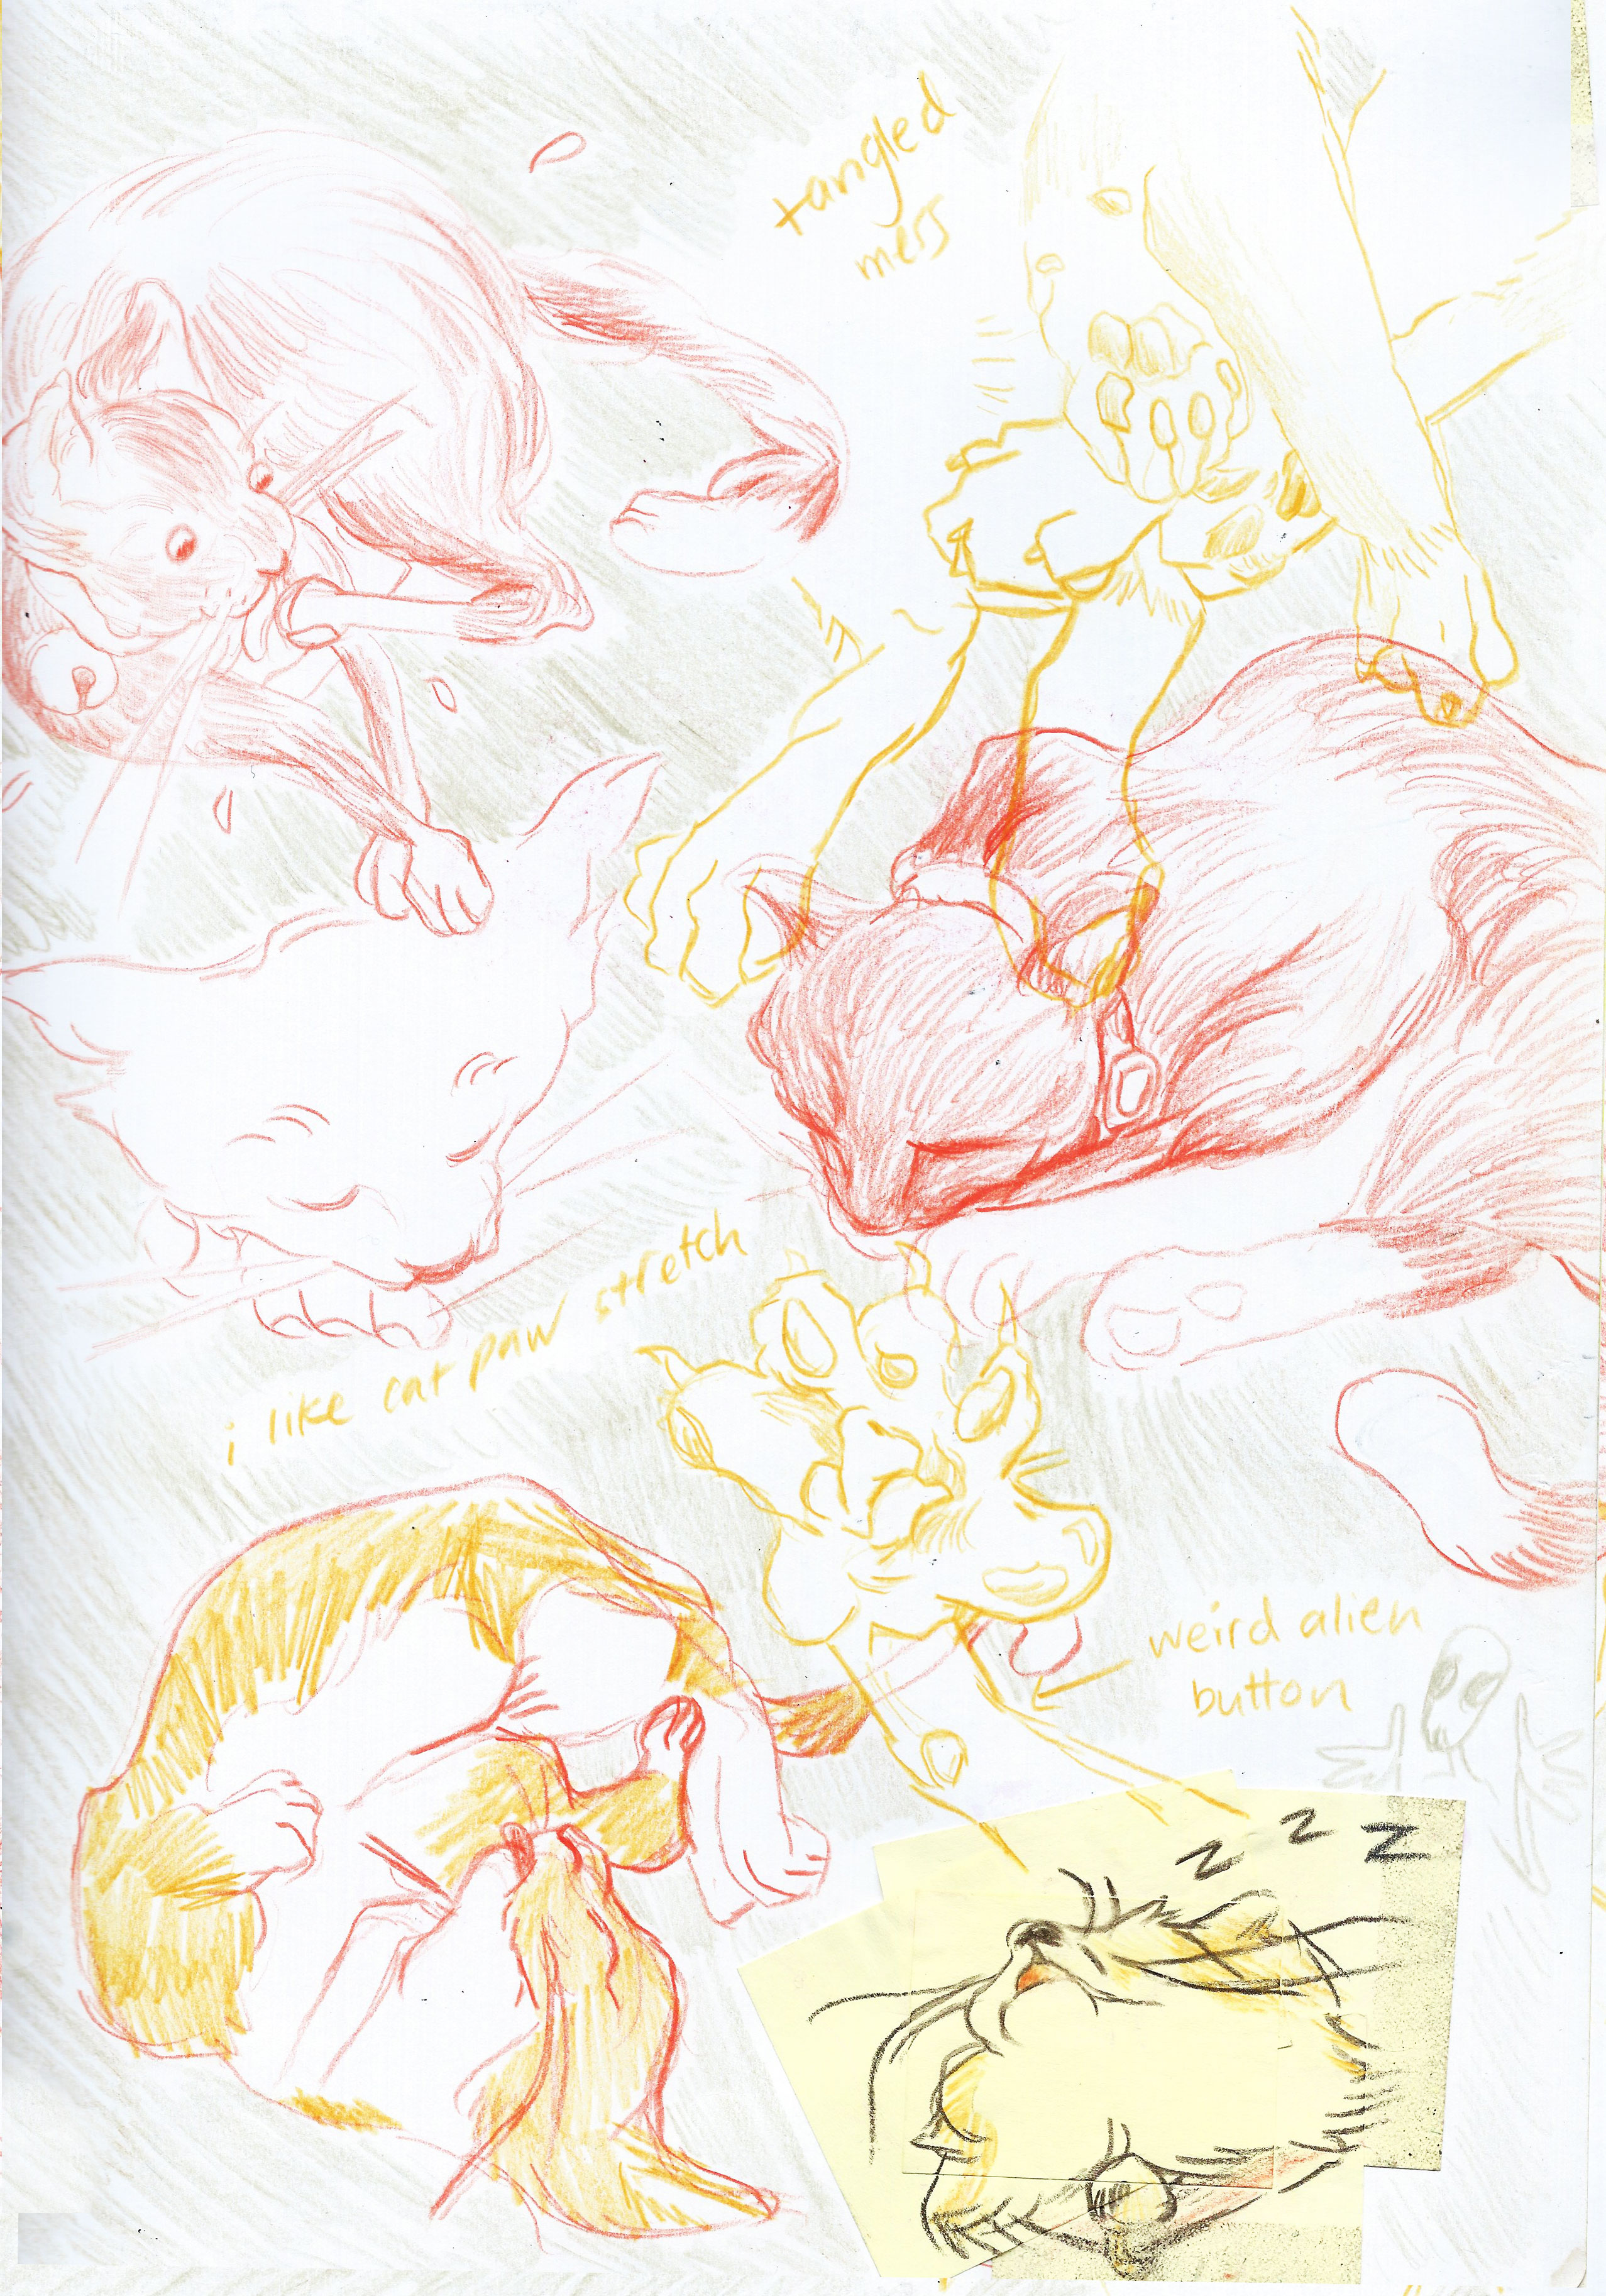 tangled
mess
i like cat paw stretch
weird alien
button
z z z